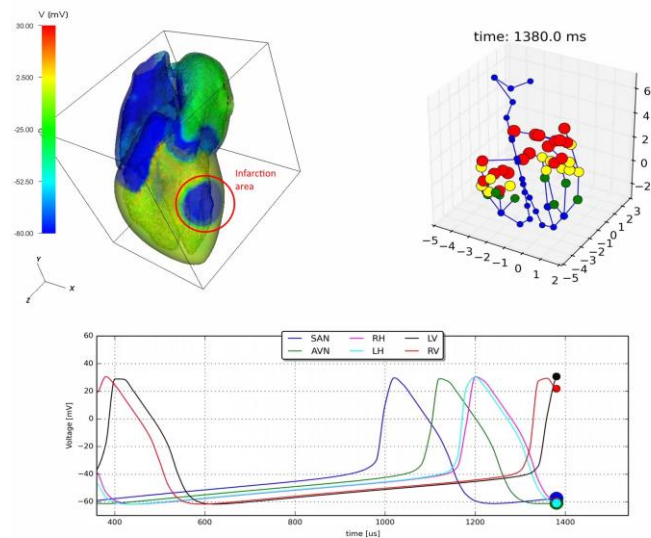 V (mV)
30.00
2.500
-25.00
-52.50
-80.00
Infarction
area
Y
Z
X
time: 1380.0 ms
6
4
2
0
-2
-5
-4
-3
-2
-1
0
1
2
-5
-4
-3
-2
-1
0
1
2
3
SAN
RH
LV
AVN
LH
RV
60
40
20
0
-20
-40
-60
Voltage [mV]
400
600
800
1000
1200
1400
time [us]